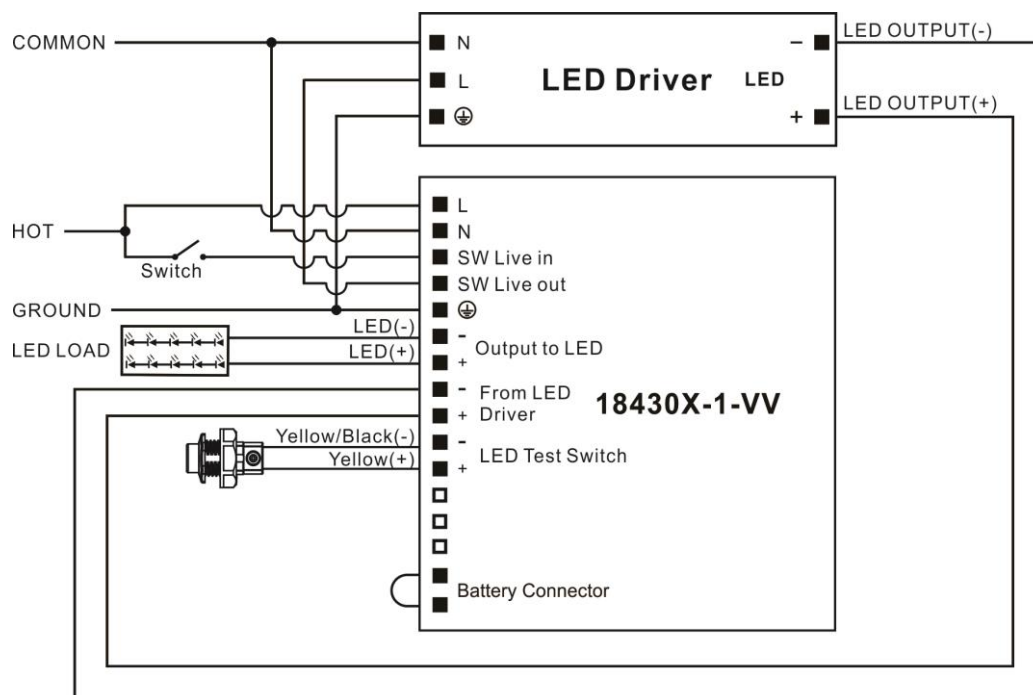 COMMON
N
L
LED Driver
LED
−
+
LED OUTPUT(-)
LED OUTPUT(+)
HOT
Switch
GROUND
LED LOAD
LED(-)
LED(+)
Yellow/Black(-)
Yellow(+)
L
N
SW Live in
SW Live out
-
+
Output to LED
-
+
From LED
Driver
18430X-1-VV
-
+
LED Test Switch
Battery Connector